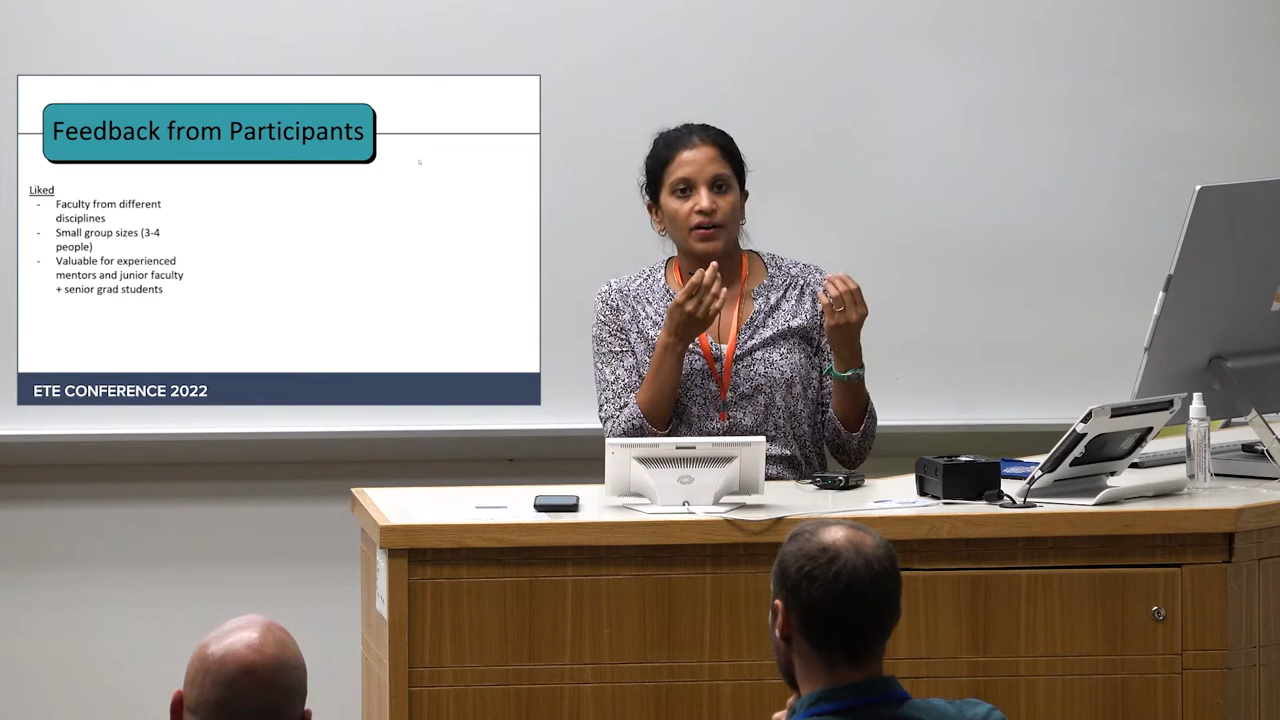 Feedback from Participants
Liked
- Faculty from different
disciplines
- Small group sizes (3-4
people)
- Valuable for experienced
mentors and junior faculty
+ senior grad students
ETE CONFERENCE 2022